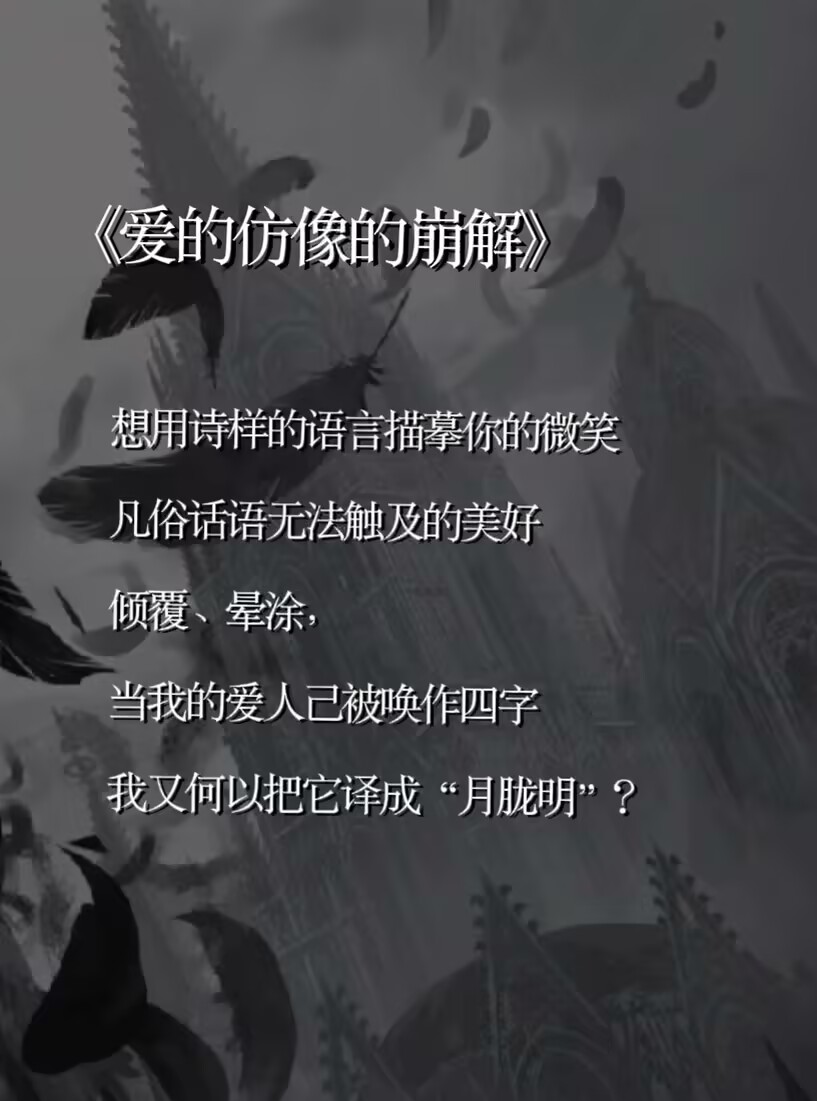 《爱的仿像的崩解》
想用诗样的语言描摹你的微笑
凡俗话语无法触及的美好
倾覆、晕涂，
当我的爱人已被唤作四字
我又何以把它译成“月胧明”？